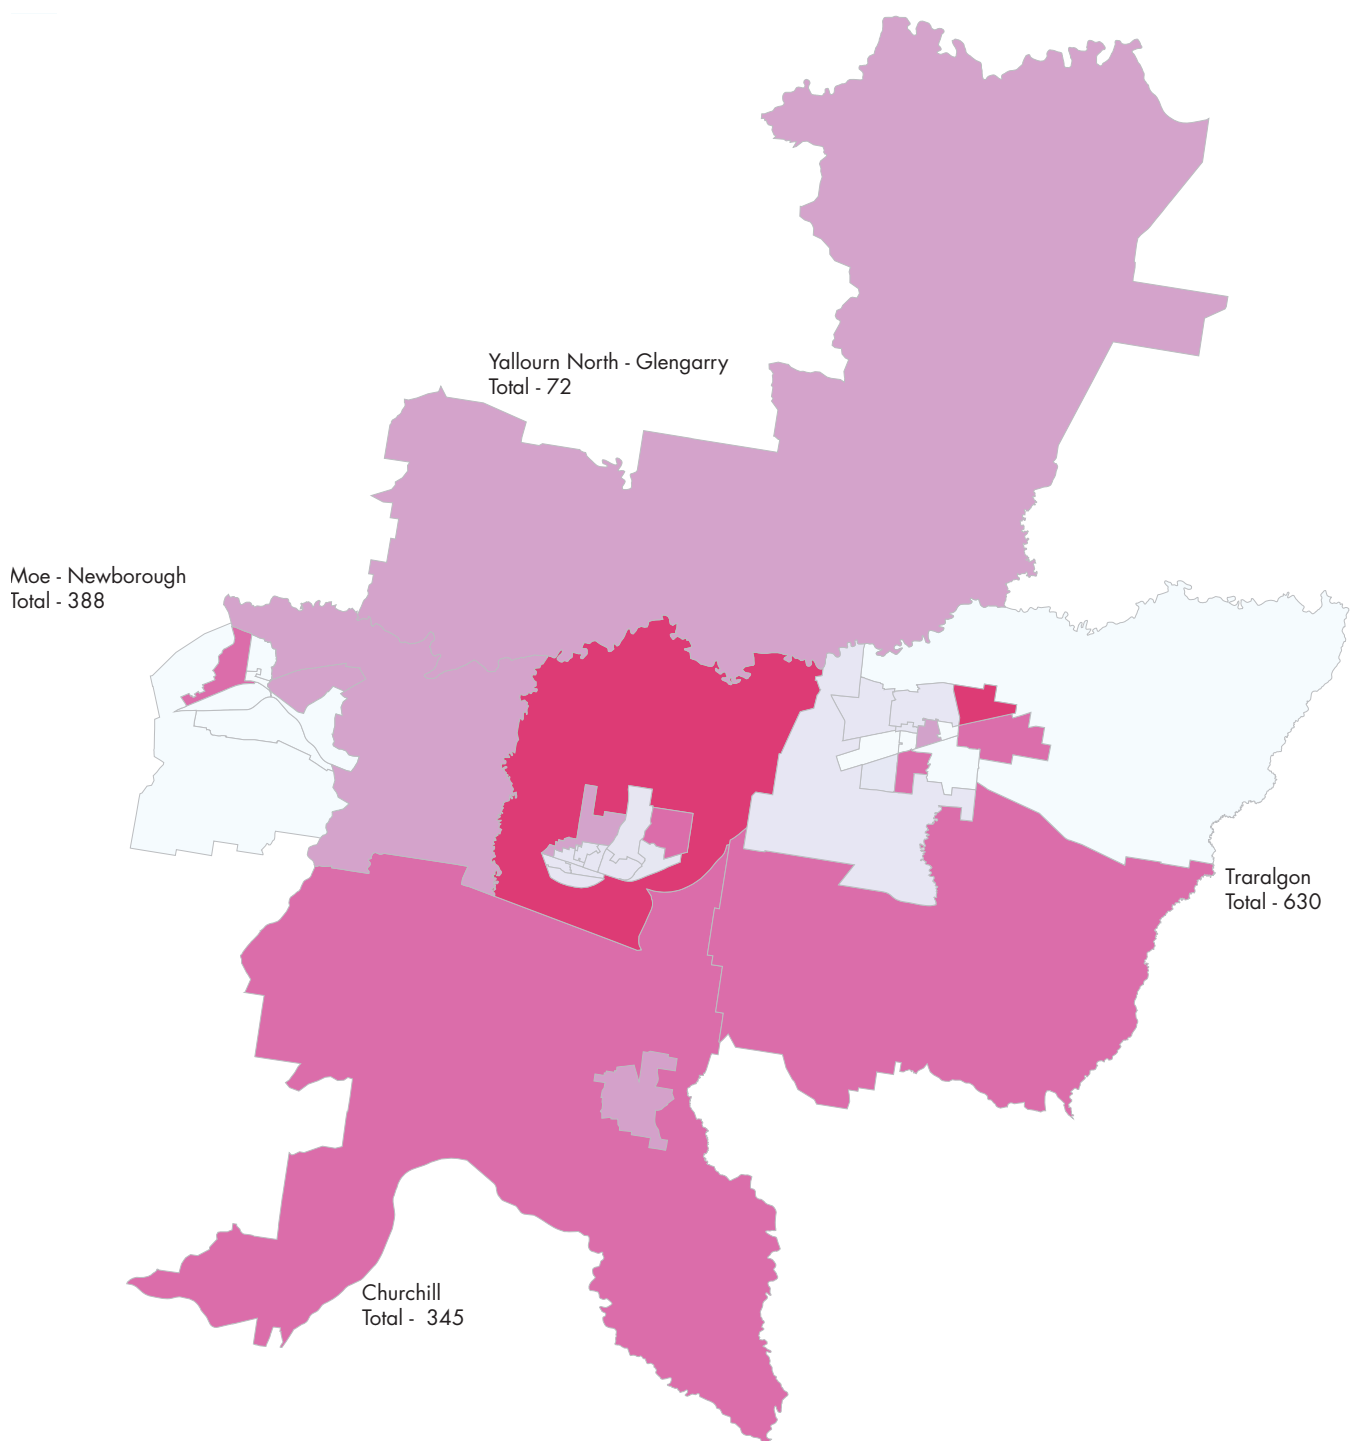 Yallourn North - Glengarry
Total - 72
Moe - Newborough
Total - 388
Traralgon
Total - 630
Churchill
Total -  345